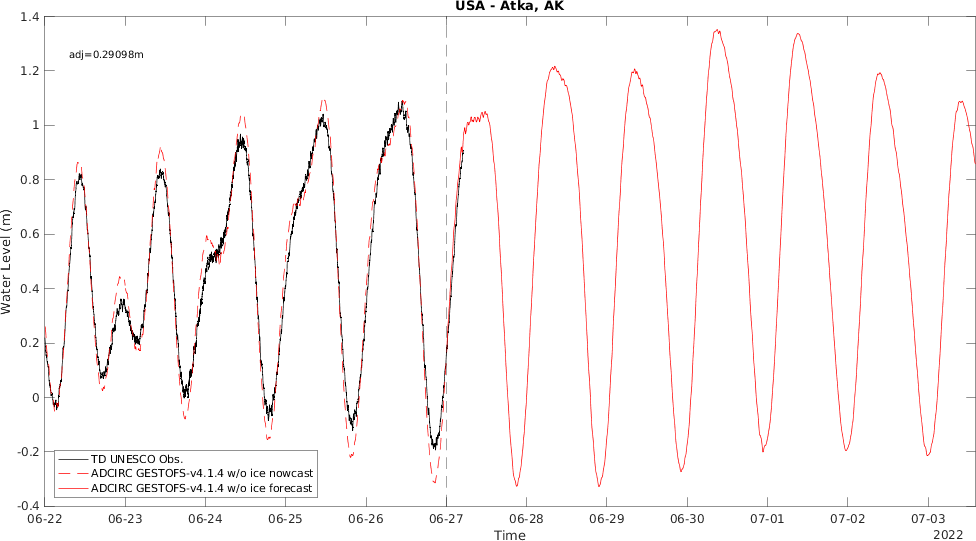 USA - Atka, AK
adj=0.29098m
1.4
1.2
1
0.8
0.6
0.4
0.2
0
-0.2
-0.4
Water Level (m)
TD UNESCO Obs.
ADCIRC GESTOFS-v4.1.4 w/o ice nowcast
ADCIRC GESTOFS-v4.1.4 w/o ice forecast
06-22 06-23 06-24 06-25 06-26 06-27 06-28 06-29 06-30 07-01 07-02 07-03
Time
2022